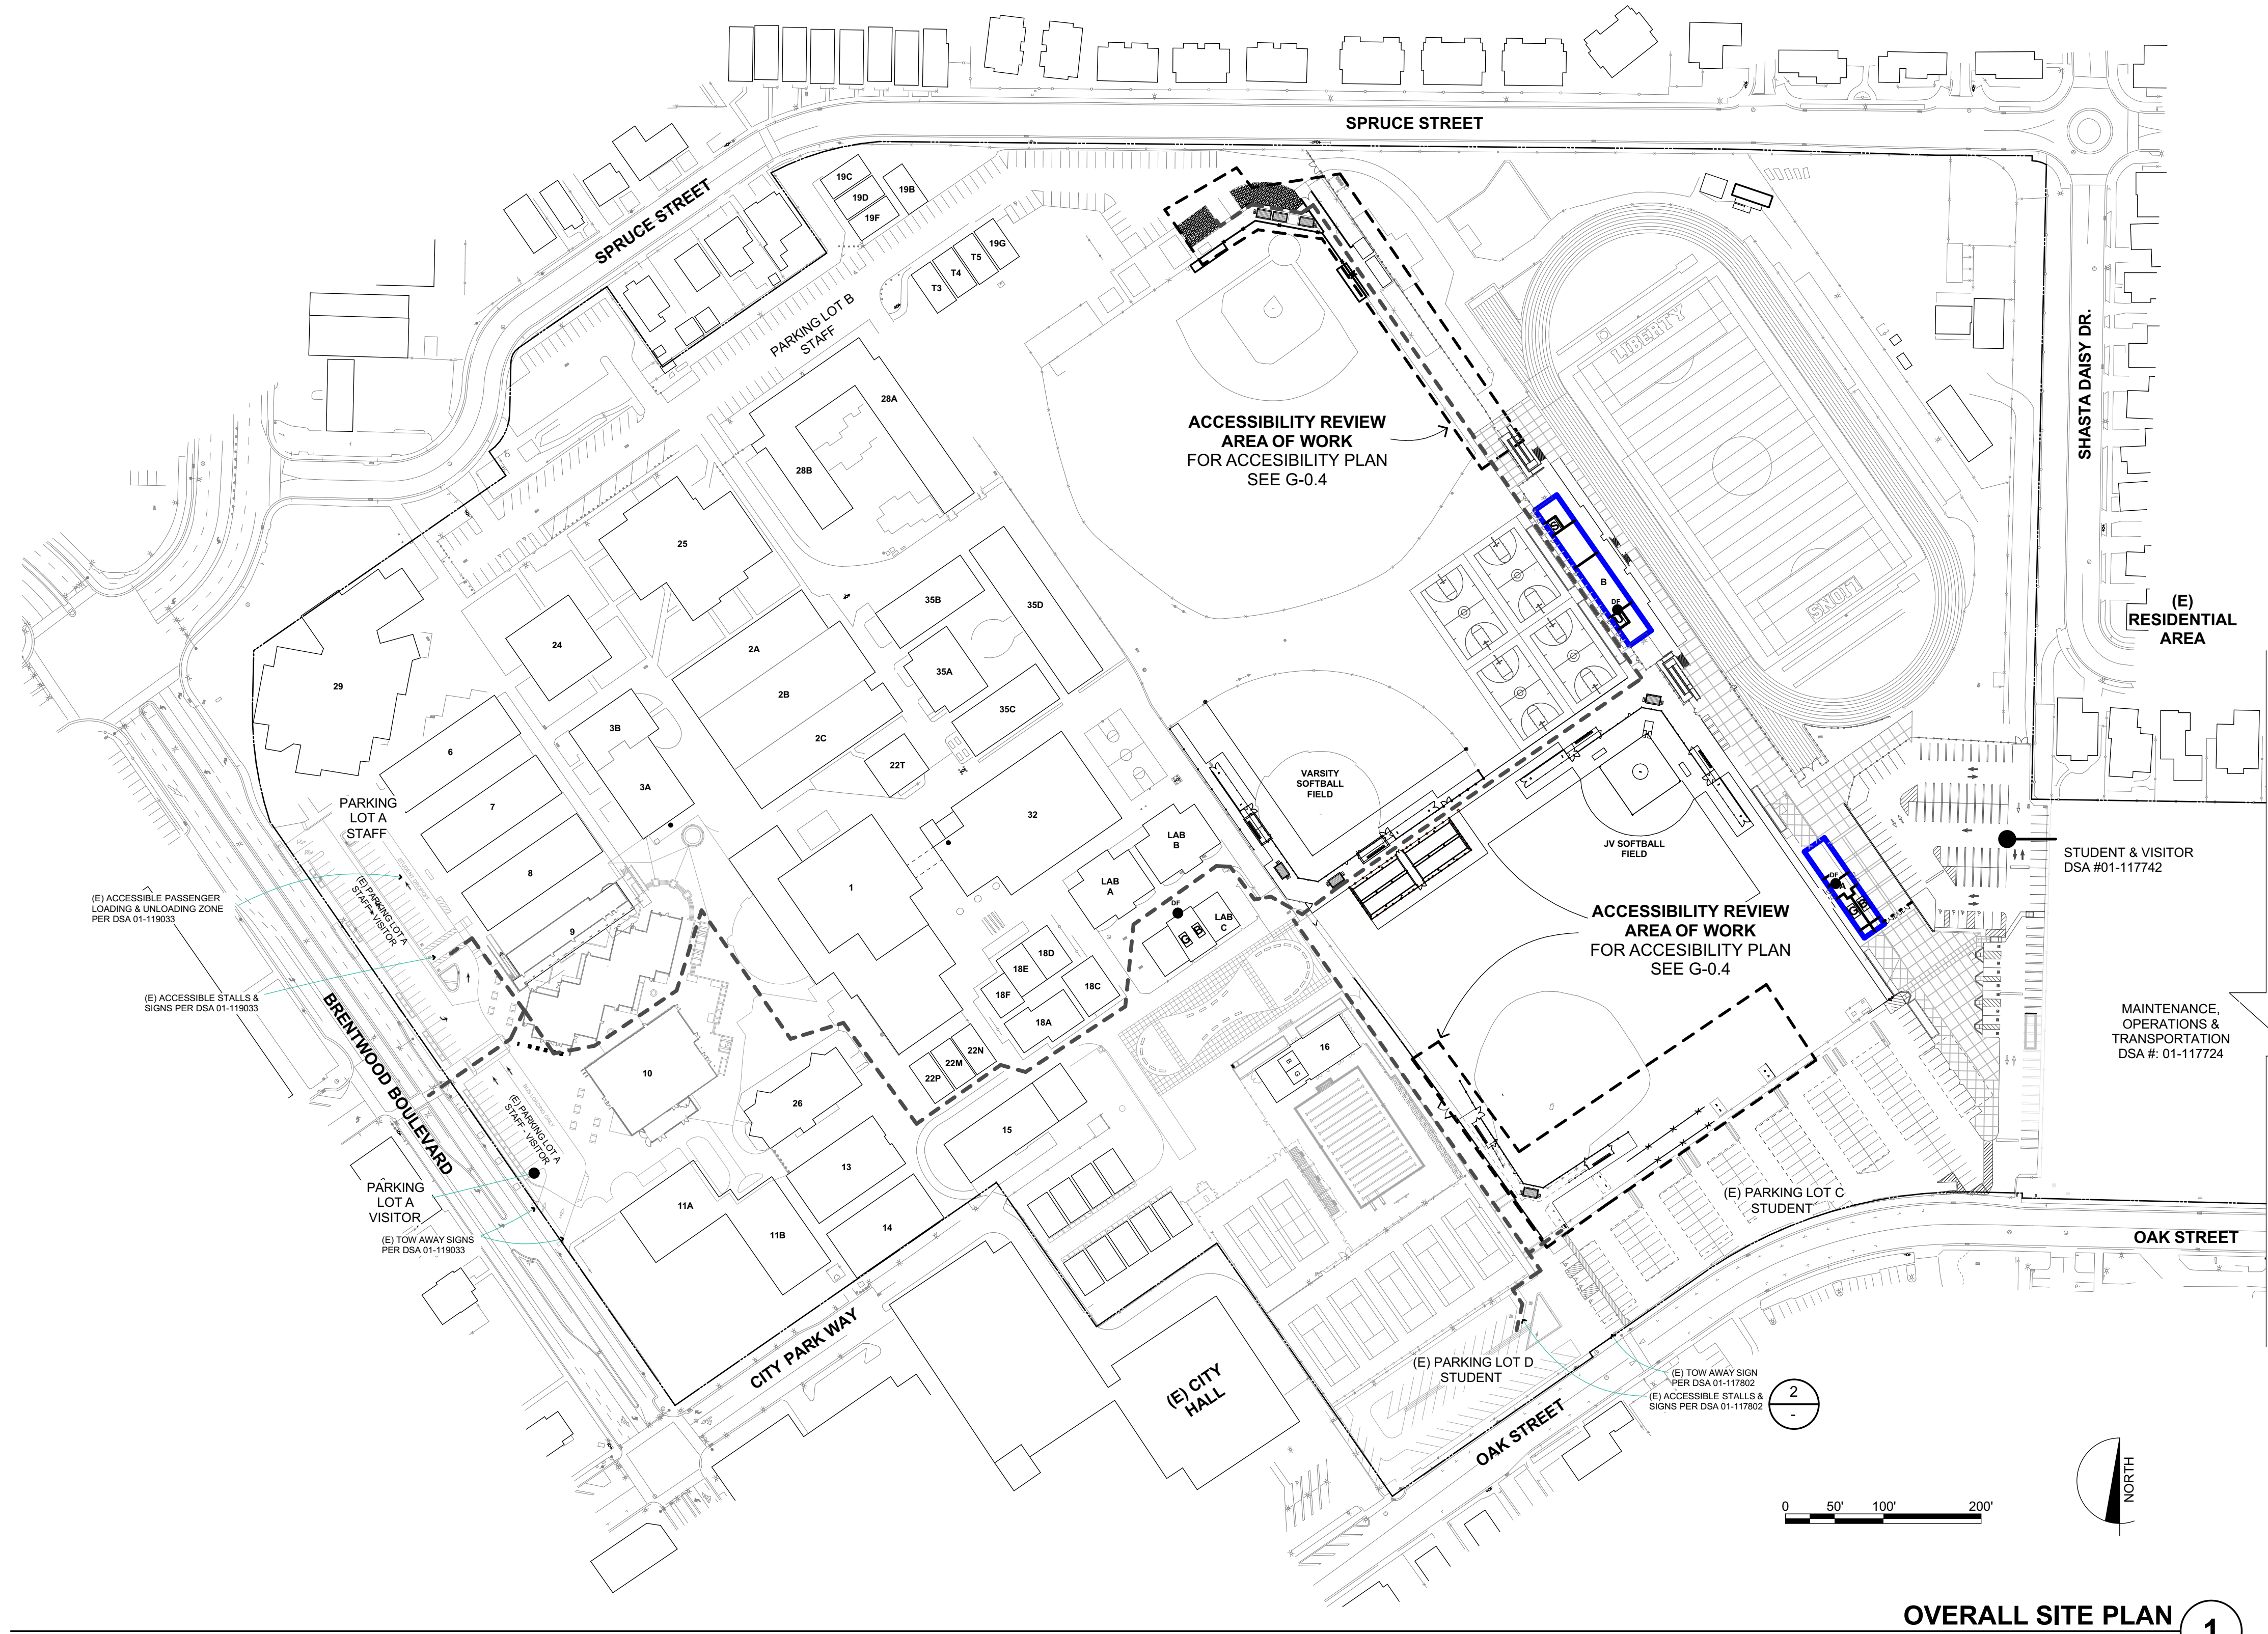 SPRUCE STREET
SPRUCE STREET
19C
19D
19F
19B
19G
T5
T4
T3
PARKING LOT B
STAFF
28A
28B
LIBERTY
LIONS
SHASTA DAISY DR.
ACCESSIBILITY REVIEW
AREA OF WORK
FOR ACCESIBILITY PLAN
SEE G-0.4
S
B
DF
(E)
RESIDENTIAL
AREA
25
24
29
35B
35D
35A
35C
2A
2B
2C
22T
3B
3A
6
7
8
9
PARKING
LOT A
STAFF
(E) PARKING LOT A
STAFF - VISITOR
(E) ACCESSIBLE PASSENGER
LOADING & UNLOADING ZONE
PER DSA 01-119033
(E) ACCESSIBLE STALLS &
SIGNS PER DSA 01-119033
BRENTWOOD BOULEVARD
1
32
LAB
A
LAB
B
LAB
C
DF
G
B
VARSITY
SOFTBALL
FIELD
JV SOFTBALL
FIELD
STUDENT & VISITOR
DSA #01-117742
DF
A
G
B
ACCESSIBILITY REVIEW
AREA OF WORK
FOR ACCESIBILITY PLAN
SEE G-0.4
MAINTENANCE,
OPERATIONS &
TRANSPORTATION
DSA #: 01-117724
18D
18E
18F
18C
18A
22N
22M
22P
10
26
15
16
B
G
13
14
11A
11B
BUS LOADING ONLY
(E) PARKING LOT A
STAFF - VISITOR
PARKING
LOT A
VISITOR
(E) TOW AWAY SIGNS
PER DSA 01-119033
CITY PARK WAY
(E) CITY
HALL
(E) PARKING LOT C
STUDENT
OAK STREET
(E) PARKING LOT D
STUDENT
OAK STREET
(E) TOW AWAY SIGN
PER DSA 01-117802
(E) ACCESSIBLE STALLS &
SIGNS PER DSA 01-117802
2
-
0 50' 100' 200'
NORTH
OVERALL SITE PLAN
1